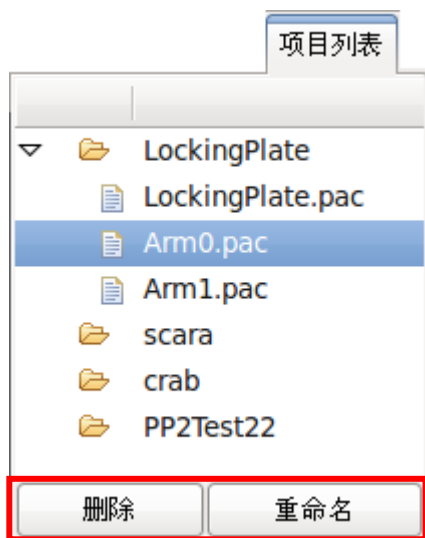 项目列表
LockingPlate
LockingPlate.pac
Arm0.pac
Arm1.pac
scara
crab
PP2Test22
删除 重命名